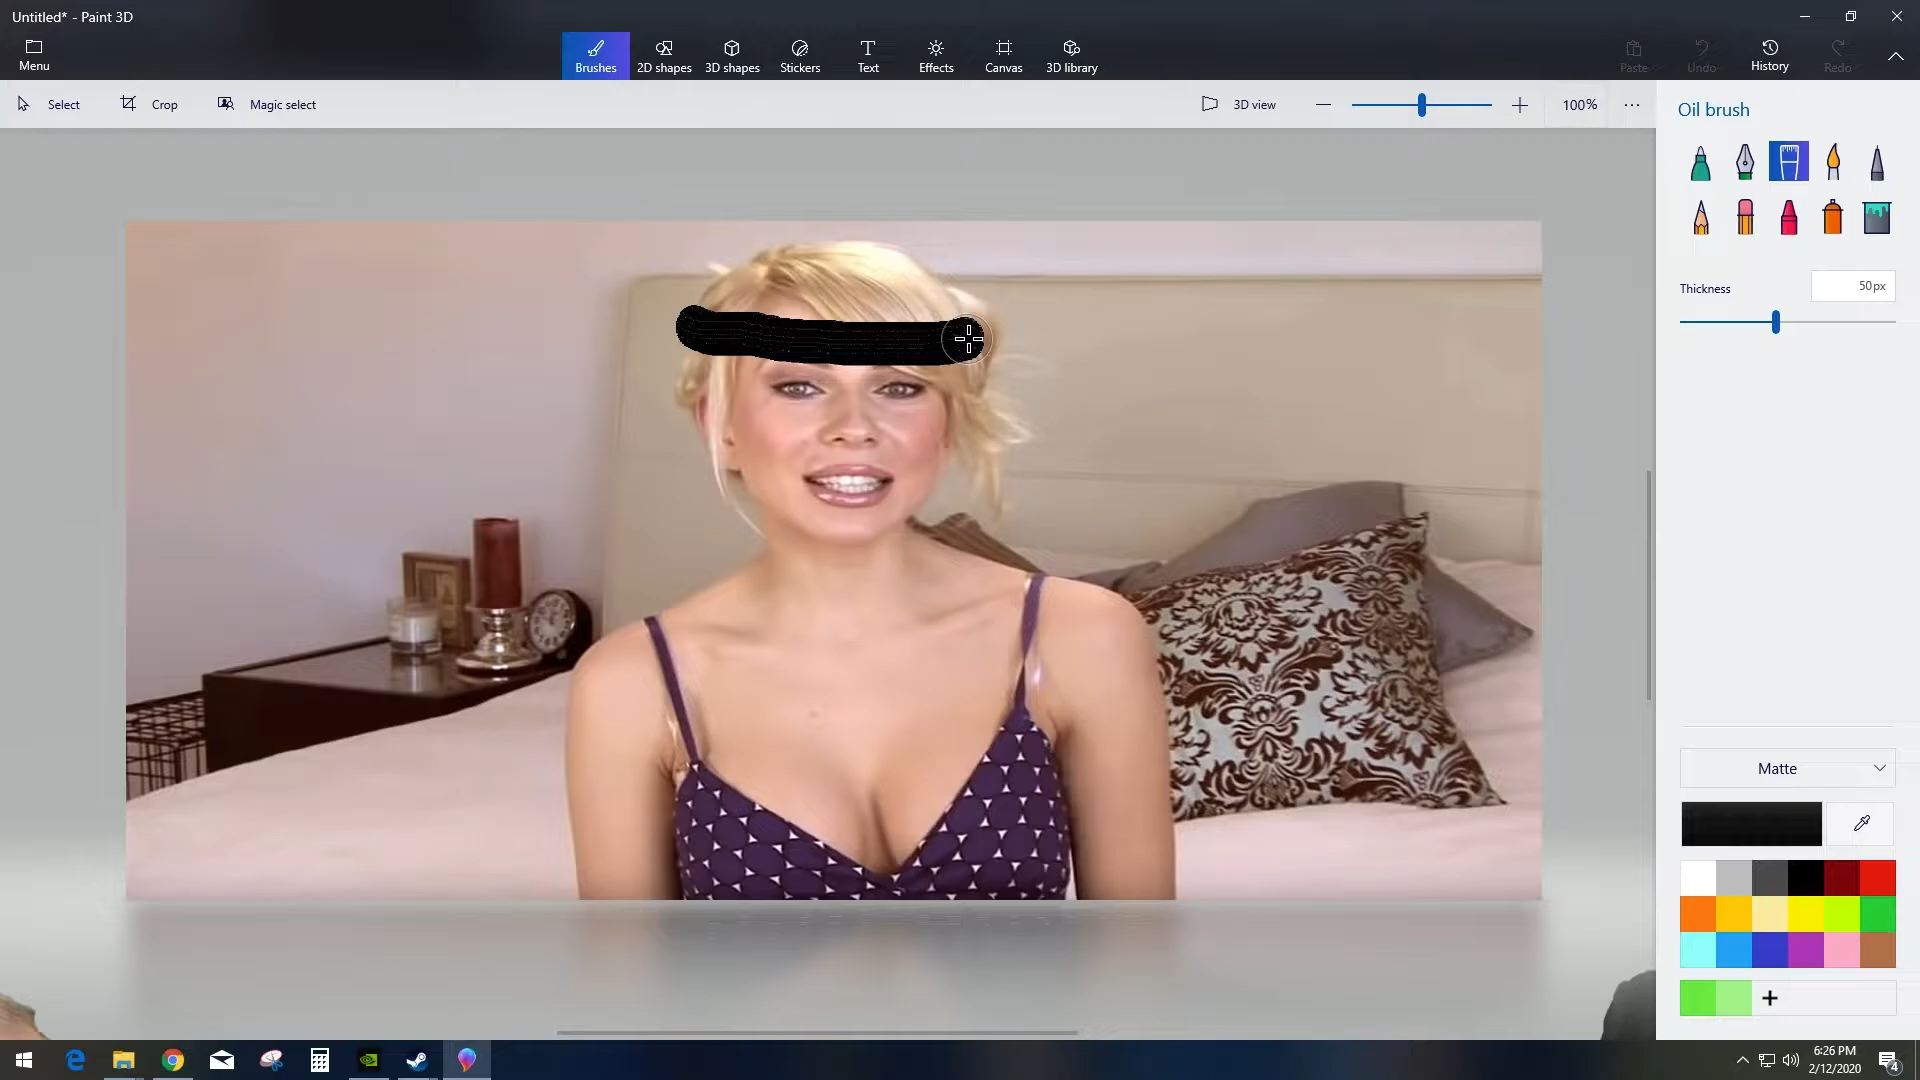 Untitled* - Paint 3D
Menu
Brushes
2D shapes
3D shapes
Stickers
Text
Effects
Canvas
3D library
Paste
Undo
History
Redo
Select
Crop
Magic select
3D view
100%
Oil brush
Thickness
50px
Matte
6:26 PM
2/12/2020
4